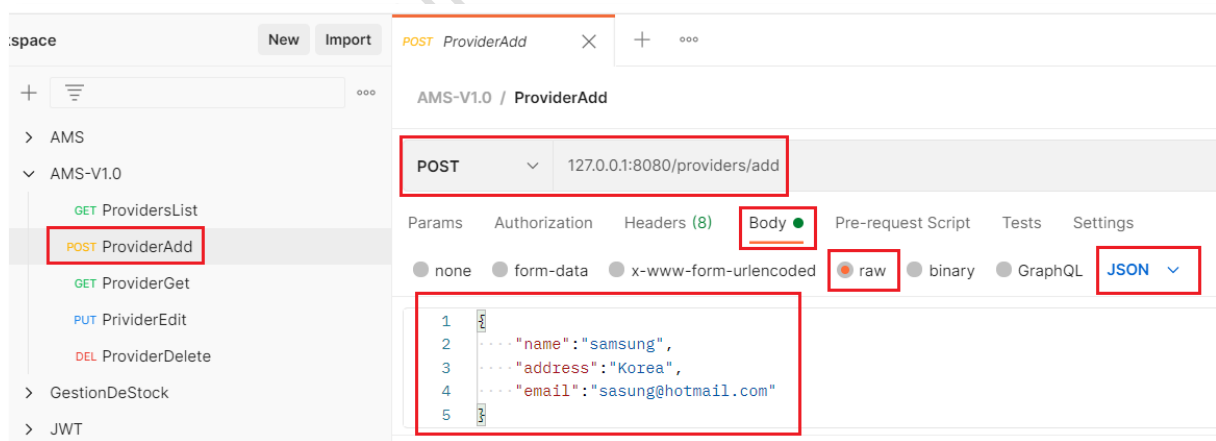 :space New Import
POST ProviderAdd
AMS-V1.0 / ProviderAdd
AMS
AMS-V1.0
GET ProvidersList
POST ProviderAdd
GET ProviderGet
PUT PrividerEdit
DEL ProviderDelete
GestionDeStock
JWT
POST 127.0.0.1:8080/providers/add
Params Authorization Headers (8) Body Pre-request Script Tests Settings
none form-data x-www-form-urlencoded raw binary GraphQL JSON
1 {
2 "name":"samsung",
3 "address":"Korea",
4 "email":"sasung@hotmail.com"
5 }